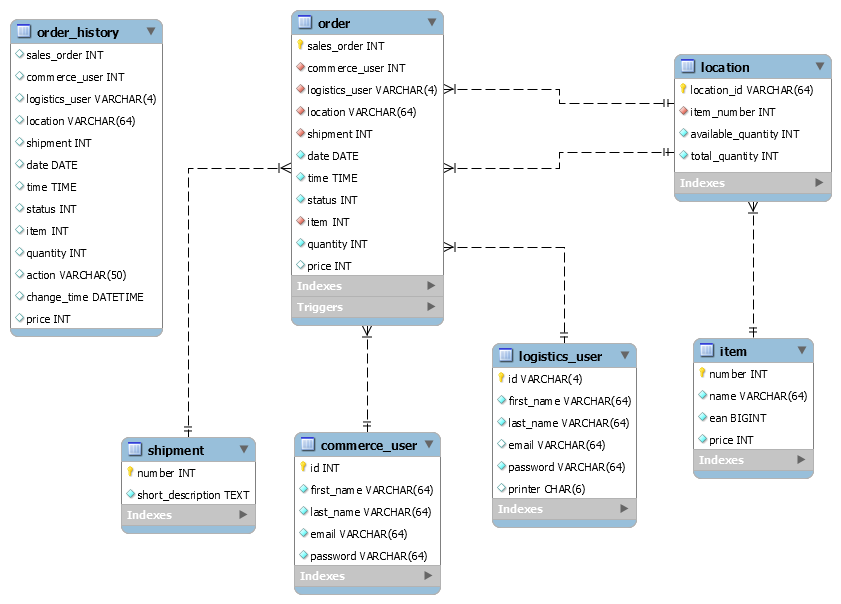 order_history
sales_order INT
commerce_user INT
logistics_user VARCHAR(4)
location VARCHAR(64)
shipment INT
date DATE
time TIME
status INT
item INT
quantity INT
action VARCHAR(50)
change_time DATETIME
price INT
order
sales_order INT
commerce_user INT
logistics_user VARCHAR(4)
location VARCHAR(64)
shipment INT
date DATE
time TIME
status INT
item INT
quantity INT
price INT
Indexes
Triggers
location
location_id VARCHAR(64)
item_number INT
available_quantity INT
total_quantity INT
Indexes
shipment
number INT
short_description TEXT
Indexes
commerce_user
id INT
first_name VARCHAR(64)
last_name VARCHAR(64)
email VARCHAR(64)
password VARCHAR(64)
Indexes
logistics_user
id VARCHAR(4)
first_name VARCHAR(64)
last_name VARCHAR(64)
email VARCHAR(64)
password VARCHAR(64)
printer CHAR(6)
Indexes
item
number INT
name VARCHAR(64)
ean BIGINT
price INT
Indexes